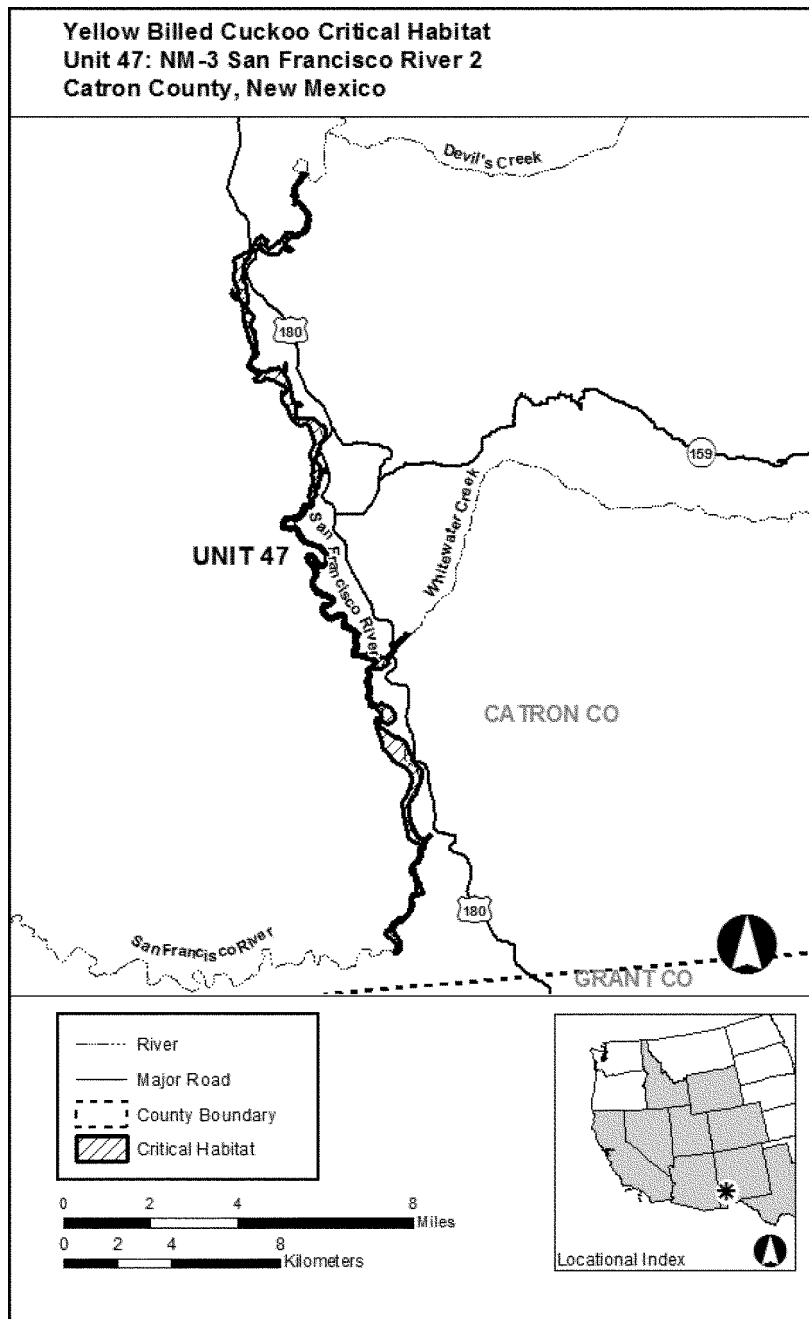 Yellow Billed Cuckoo Critical Habitat
Unit 47: NM-3 San Francisco River 2
Catron County, New Mexico
Devil's Creek
180
159
Whitewater Creek
San Francisco River
UNIT 47
CATRON CO
180
San Francisco River
GRANT CO
River
Major Road
County Boundary
Critical Habitat
0 2 4 8
Miles
0 2 4 8
Kilometers
Locational Index